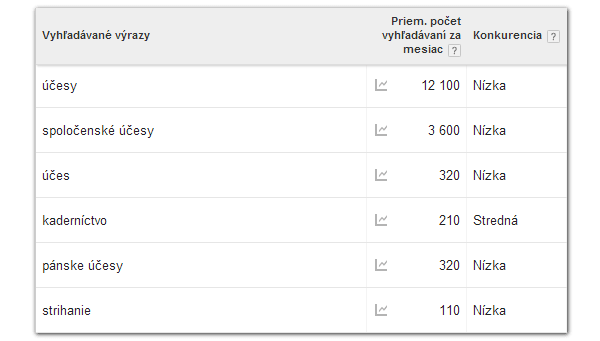 Vyhľadávané výrazy
Priem. počet
vyhľadávaní za
mesiac ?
Konkurencia ?
účesy 12 100 Nízka
spoločenské účesy 3 600 Nízka
účes 320 Nízka
kaderníctvo 210 Stredná
pánske účesy 320 Nízka
strihanie 110 Nízka